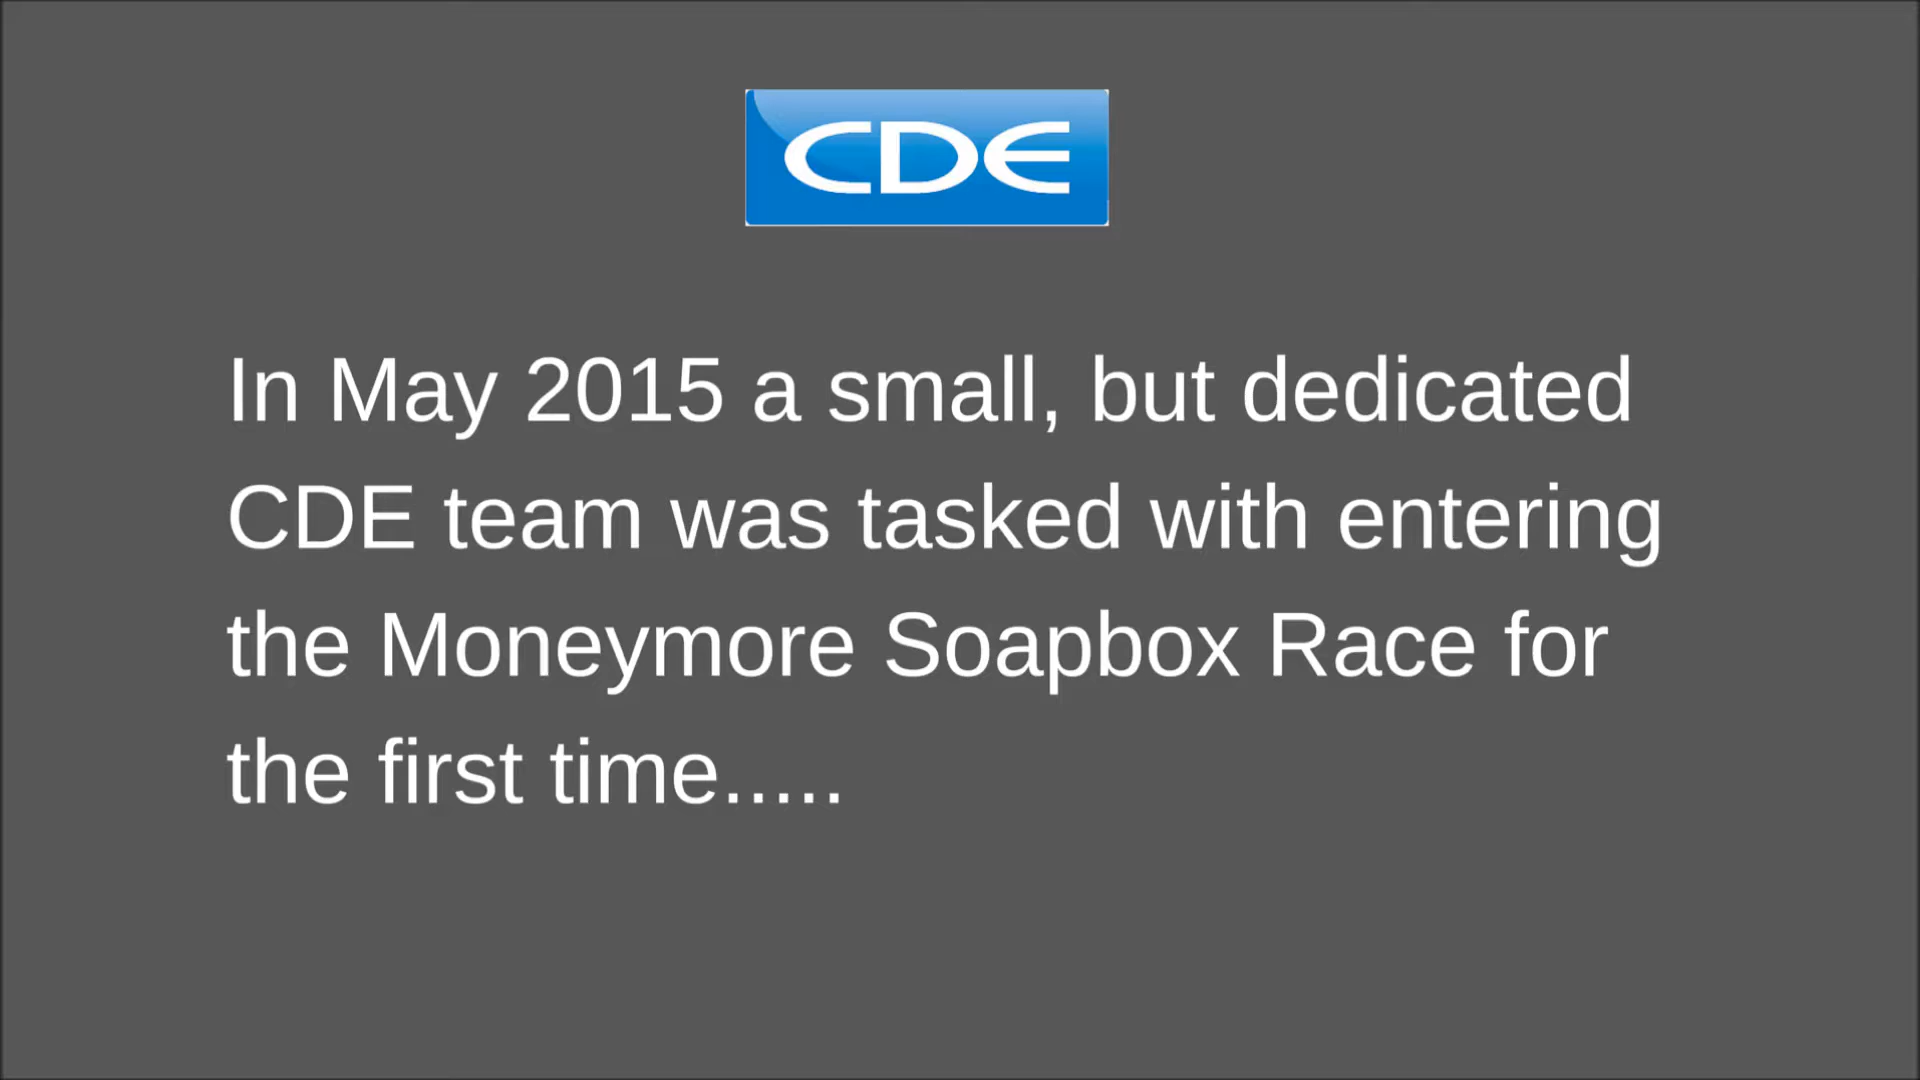 CDE
In May 2015 a small, but dedicated
CDE team was tasked with entering
the Moneymore Soapbox Race for
the first time.....